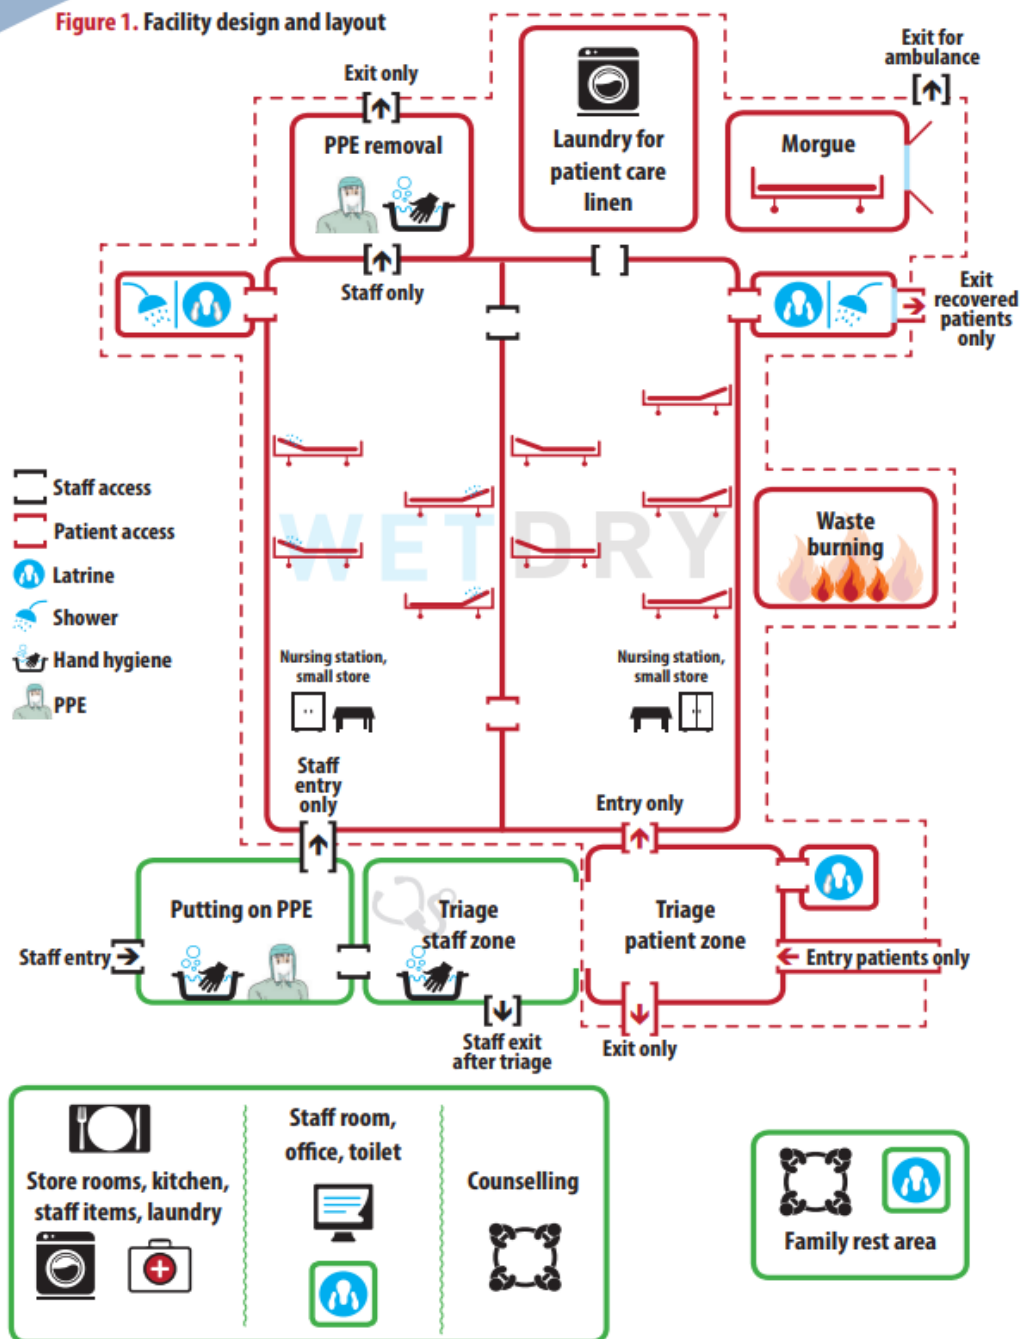 Figure 1. Facility design and layout
Exit for
ambulance
Exit only
PPE removal
Laundry for
patient care
linen
Morgue
Staff only
Exit
recovered
patients
only
Staff access
Patient access
Latrine
Shower
Hand hygiene
PPE
WET
DRY
Waste
burning
Nursing station,
small store
Nursing station,
small store
Staff
entry
only
Entry only
Putting on PPE
Triage
staff zone
Triage
patient zone
Staff entry
Entry patients only
Staff exit
after triage
Exit only
Store rooms, kitchen,
staff items, laundry
Staff room,
office, toilet
Counselling
Family rest area